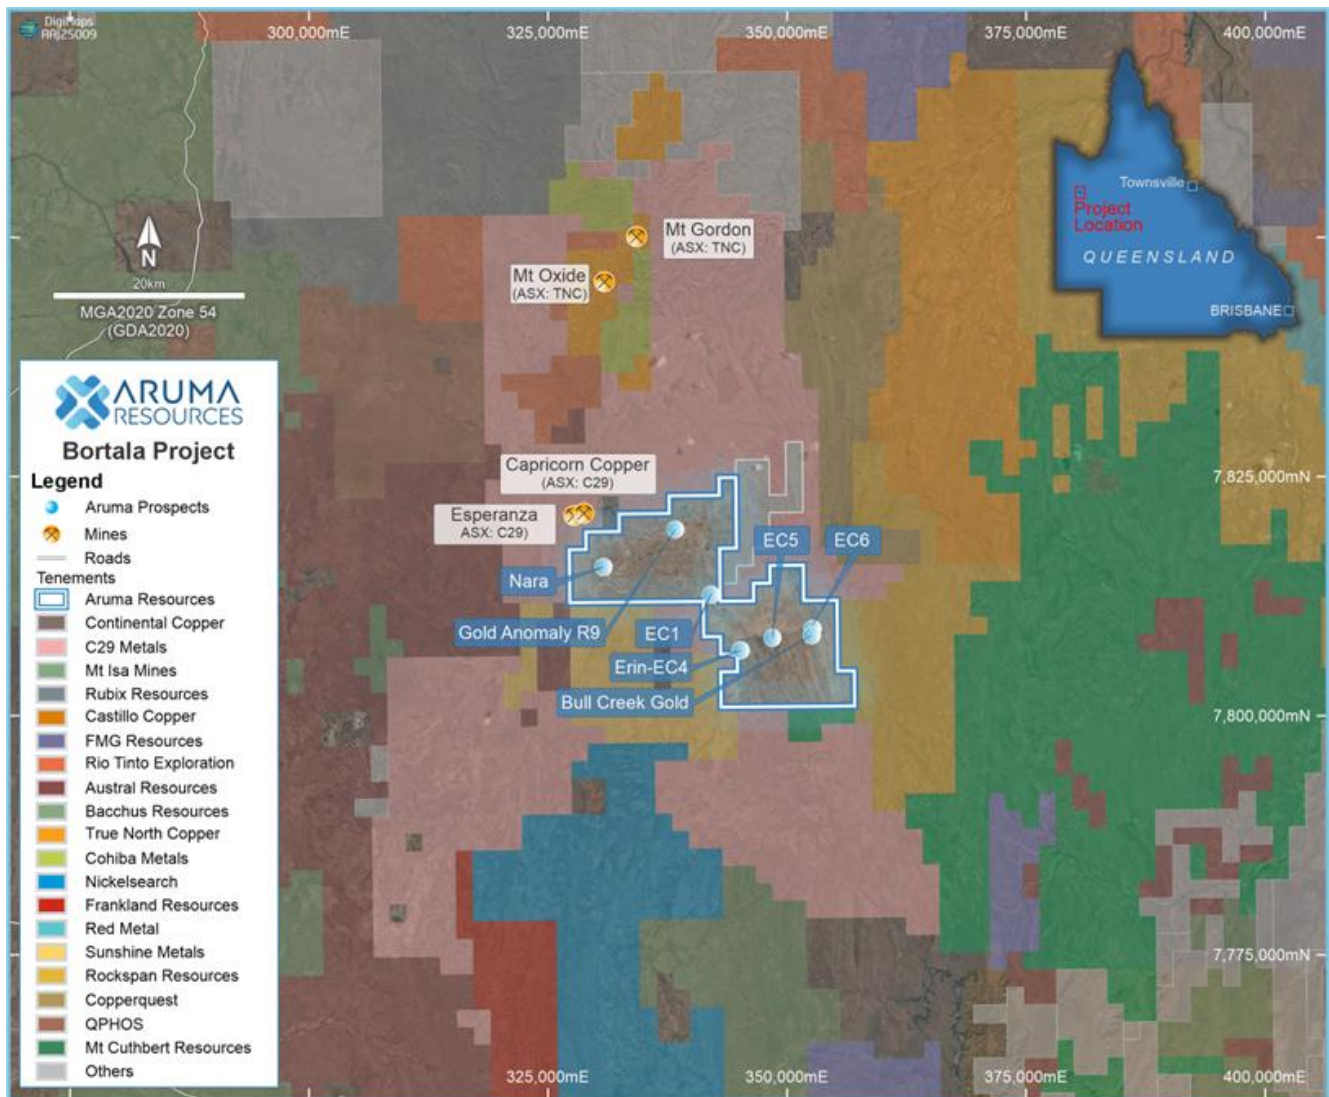 DigiMaps
RAJ25009
300,000mE
325,000mE
350,000mE
375,000mE
400,000mE
Townsville
Project
Location
QUEENSLAND
BRISBANE
N
20km
MGA2020 Zone 54
(GDA2020)
Mt Gordon
(ASX: TNC)
Mt Oxide
(ASX: TNC)
Capricorn Copper
(ASX: C29)
Esperanza
ASX: C29)
EC5
EC6
Nara
Gold Anomaly R9
EC1
Erin-EC4
Bull Creek Gold
7,825,000mN
7,800,000mN
7,775,000mN
ARUMA
RESOURCES
Bortala Project
Legend
Aruma Prospects
Mines
Roads
Tenements
Aruma Resources
Continental Copper
C29 Metals
Mt Isa Mines
Rubix Resources
Castillo Copper
FMG Resources
Rio Tinto Exploration
Austral Resources
Bacchus Resources
True North Copper
Cohiba Metals
Nickelsearch
Frankland Resources
Red Metal
Sunshine Metals
Rockspan Resources
Copperquest
QPHOS
Mt Cuthbert Resources
Others
325,000mE
350,000mE
375,000mE
400,000mE